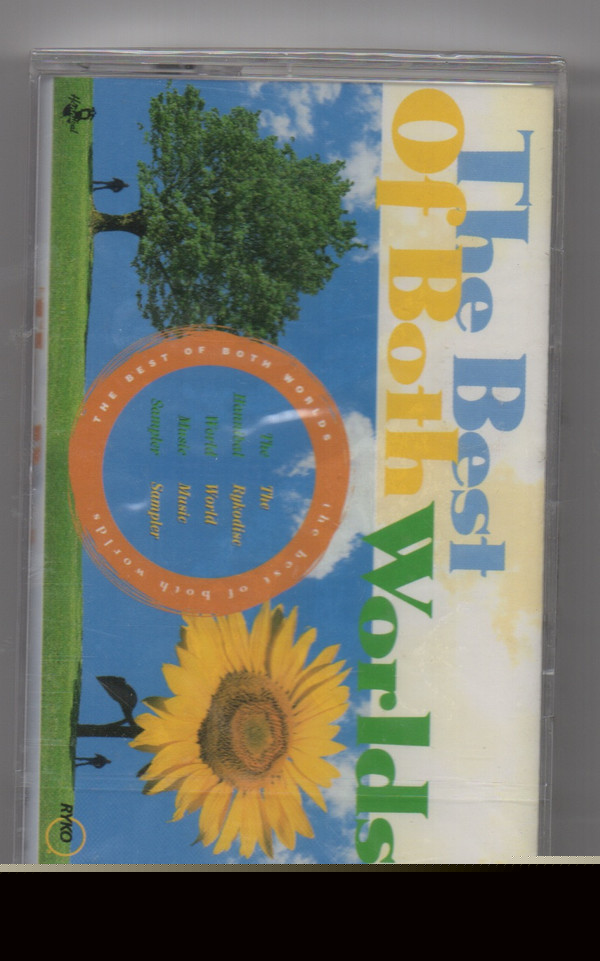 The Best
Of Both
Worlds
THE BEST OF BOTH WORLDS
The
Hannibal
World
Music
Sampler
The
Rykodisc
World
Music
Sampler
the best of both worlds
Hannibal
RYKO